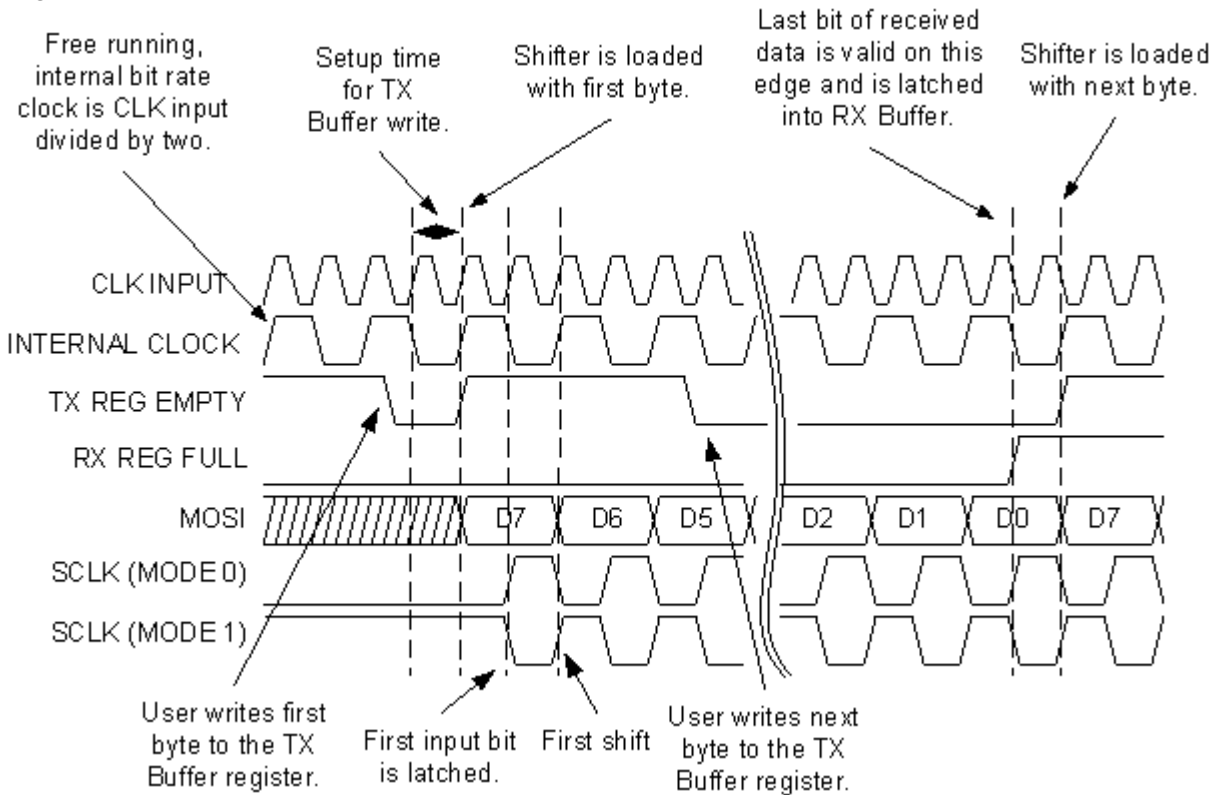 Free running,
internal bit rate
clock is CLK input
divided by two.
Setup time
for TX
Buffer write.
Shifter is loaded
with first byte.
Last bit of received
data is valid on this
edge and is latched
into RX Buffer.
Shifter is loaded
with next byte.
CLK INPUT
INTERNAL CLOCK
TX REG EMPTY
RX REG FULL
MOSI
D7 D6 D5 D2 D1 D0 D7
SCLK (MODE 0)
SCLK (MODE 1)
User writes first
byte to the TX
Buffer register.
First input bit
is latched.
First shift
User writes next
byte to the TX
Buffer register.